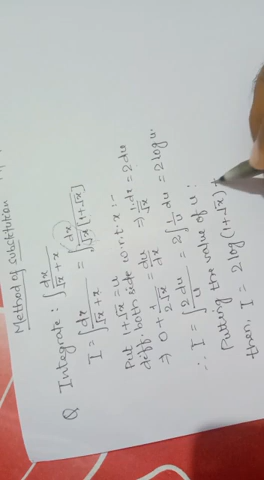 Method of substitution
Q Integrate : ∫ dx/(√x + x)
I = ∫ dx/(√x + x) = ∫ dx/(√x [1+√x])
Put 1+√x = u
diff. both side w.r.t x :-
⇒ 0 + 1/(2√x) = du/dx ⇒ 1/√x dx = 2du
∴ I = ∫ 2du/u = 2∫ 1/u du = 2 log u.
Putting the value of u :
then, I = 2 log (1+√x) +